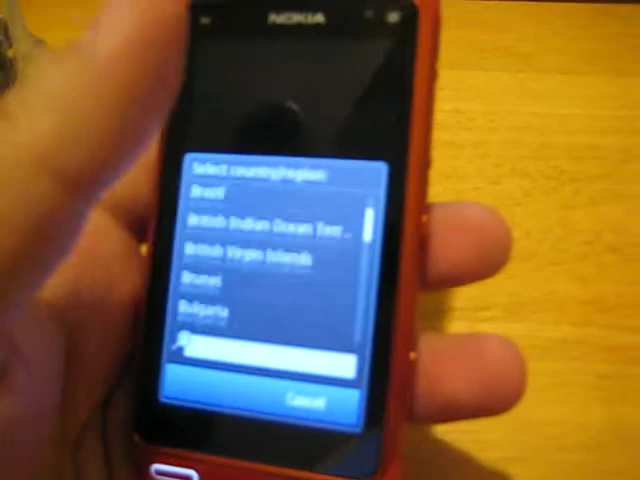 NOKIA
Select country/region:
Brazil
British Indian Ocean Terr...
British Virgin Islands
Brunei
Bulgaria
Cancel